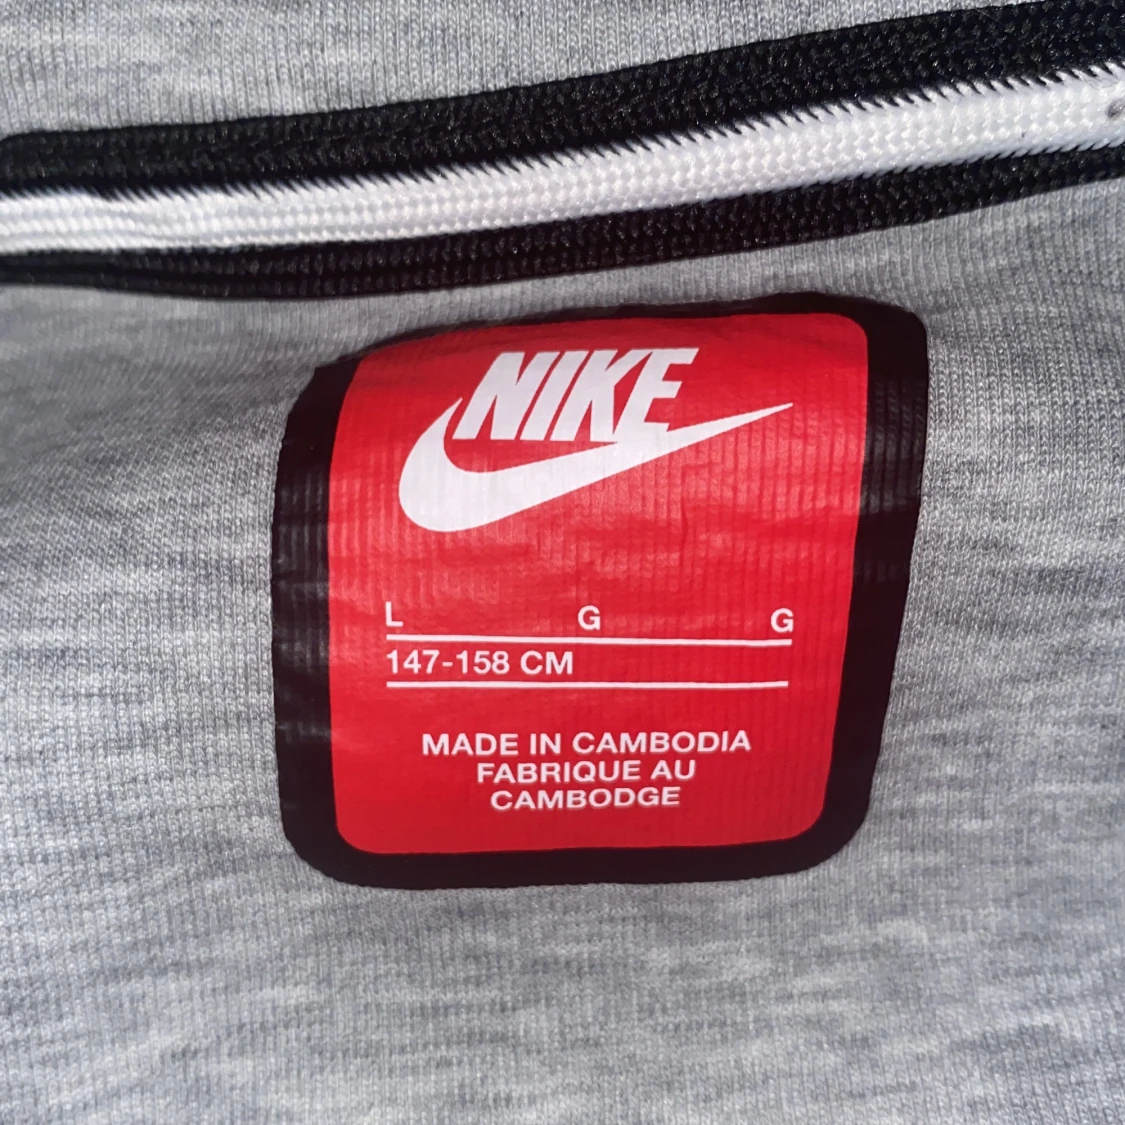 NIKE
L G G
147-158 CM
MADE IN CAMBODIA
FABRIQUE AU
CAMBODGE